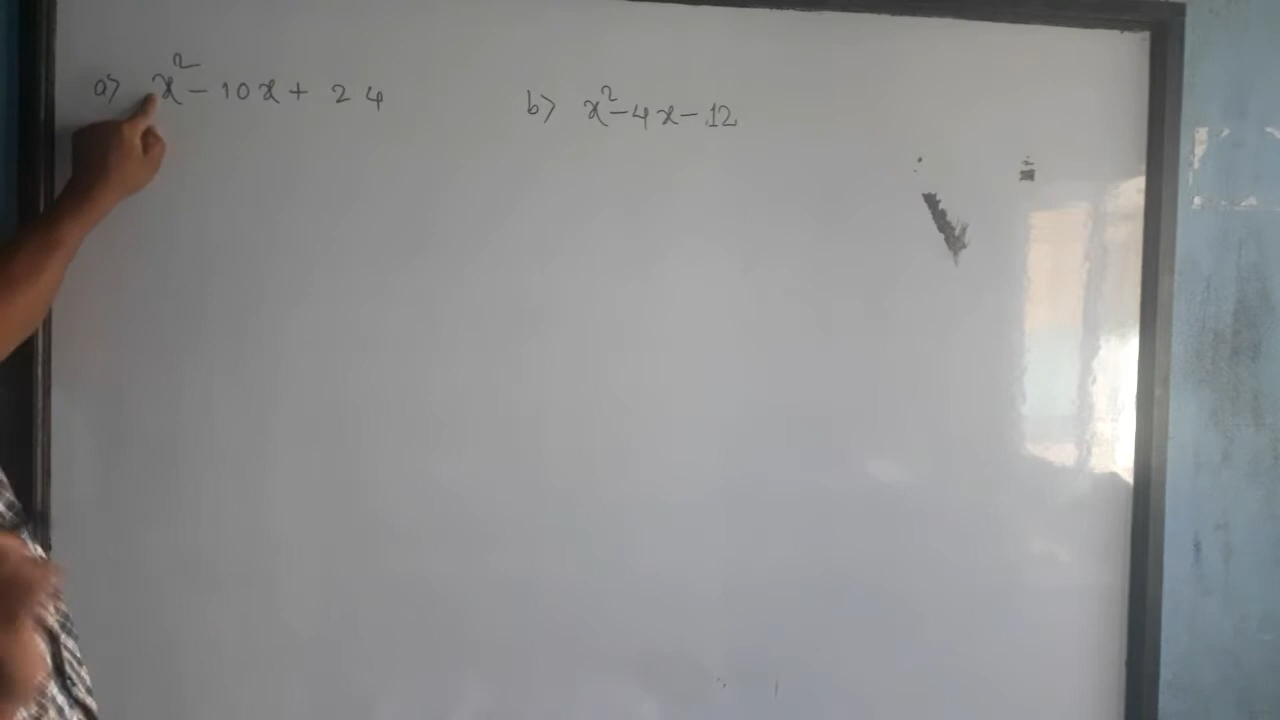 a> x² - 10x + 24
b> x² - 4x - 12